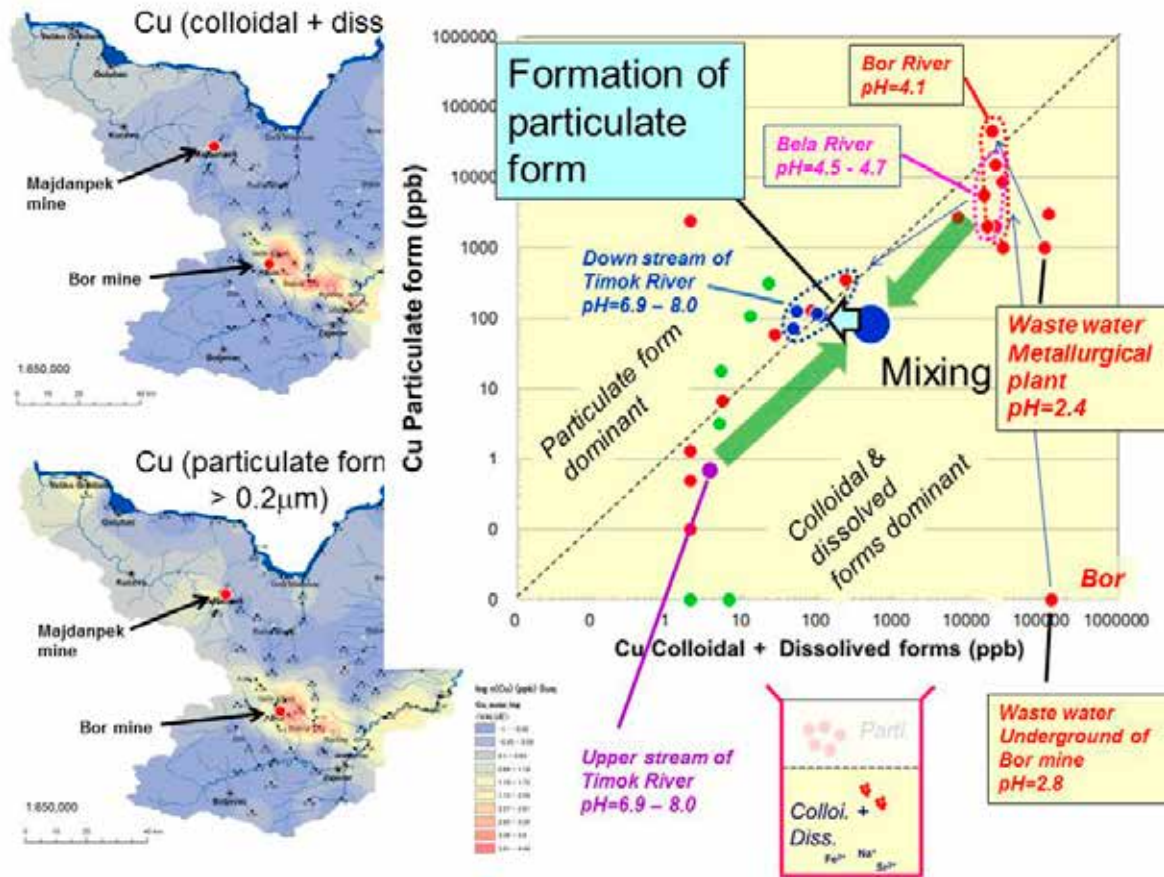 Cu (colloidal + diss
Majdanpek
mine
Bor mine
1:650,000
Cu (particulate form
> 0.2μm)
Majdanpek
mine
Bor mine
1:650,000
Cu Particulate form (ppb)
1000000
100000
10000
1000
100
10
1
0
0
0
0
1
10
100
1000
10000
100000
1000000
Cu Colloidal + Dissolived forms (ppb)
Formation of
particulate
form
Bor River
pH=4.1
Bela River
pH=4.5 - 4.7
Down stream of
Timok River
pH=6.9 – 8.0
Mixing
Particulate form
dominant
Colloidal &
dissolved
forms dominant
Waste water
Metallurgical
plant
pH=2.4
Bor
Upper stream of
Timok River
pH=6.9 – 8.0
Parti.
Colloi. +
Diss.
Fe³⁺ Na⁺
Sr²⁺
Waste water
Underground of
Bor mine
pH=2.8